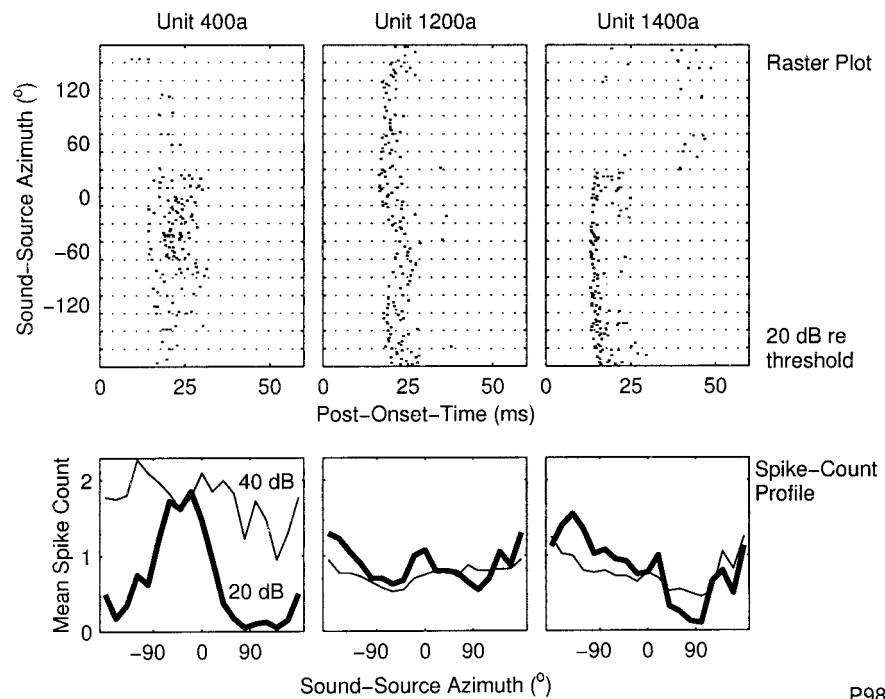 Unit 400a
Unit 1200a
Unit 1400a
Sound-Source Azimuth (°)
120
60
0
-60
-120
Raster Plot
20 dB re
threshold
0 25 50
0 25 50
0 25 50 60
Post-Onset-Time (ms)
Mean Spike Count
2
1
0
40 dB
20 dB
Spike-Count
Profile
-90 0 90
-90 0 90
-90 0 90
Sound-Source Azimuth (°)
P98